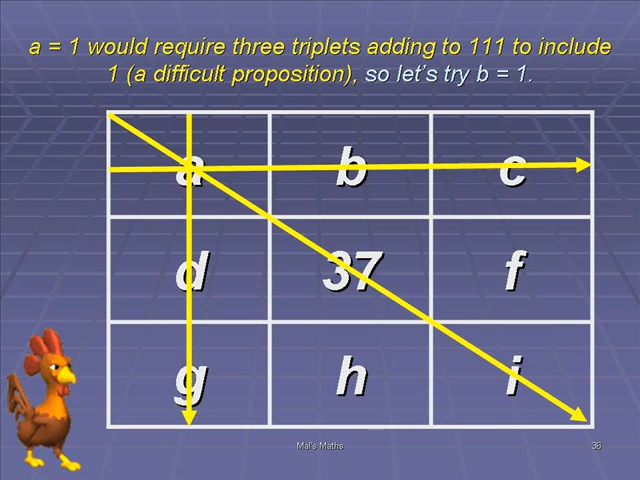 a = 1 would require three triplets adding to 111 to include
1 (a difficult proposition), so let's try b = 1.
a b c
d 37 f
g h i
Mal's Maths 36